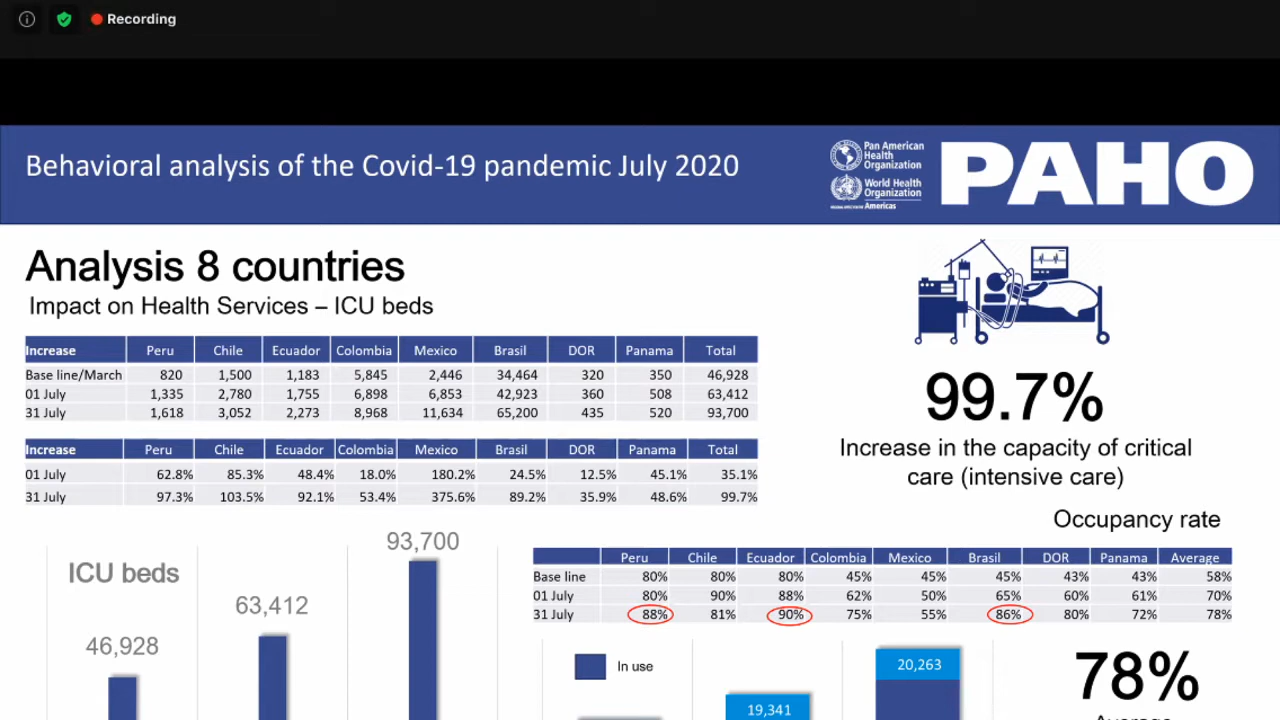 Recording
Behavioral analysis of the Covid-19 pandemic July 2020
Pan American
Health
Organization
World Health
Organization
Americas
PAHO
Analysis 8 countries
Impact on Health Services – ICU beds
Increase Peru Chile Ecuador Colombia Mexico Brasil DOR Panama Total
Base line/March 820 1,500 1,183 5,845 2,446 34,464 320 350 46,928
01 July 1,335 2,780 1,755 6,898 6,853 42,923 360 508 63,412
31 July 1,618 3,052 2,273 8,968 11,634 65,200 435 520 93,700
Increase Peru Chile Ecuador Colombia Mexico Brasil DOR Panama Total
01 July 62.8% 85.3% 48.4% 18.0% 180.2% 24.5% 12.5% 45.1% 35.1%
31 July 97.3% 103.5% 92.1% 53.4% 375.6% 89.2% 35.9% 48.6% 99.7%
99.7%
Increase in the capacity of critical
care (intensive care)
Occupancy rate
Peru Chile Ecuador Colombia Mexico Brasil DOR Panama Average
Base line 80% 80% 80% 45% 45% 45% 43% 43% 58%
01 July 80% 90% 88% 62% 50% 65% 60% 61% 70%
31 July 88% 81% 90% 75% 55% 86% 80% 72% 78%
ICU beds
46,928
63,412
93,700
In use
19,341
20,263
78%
Average